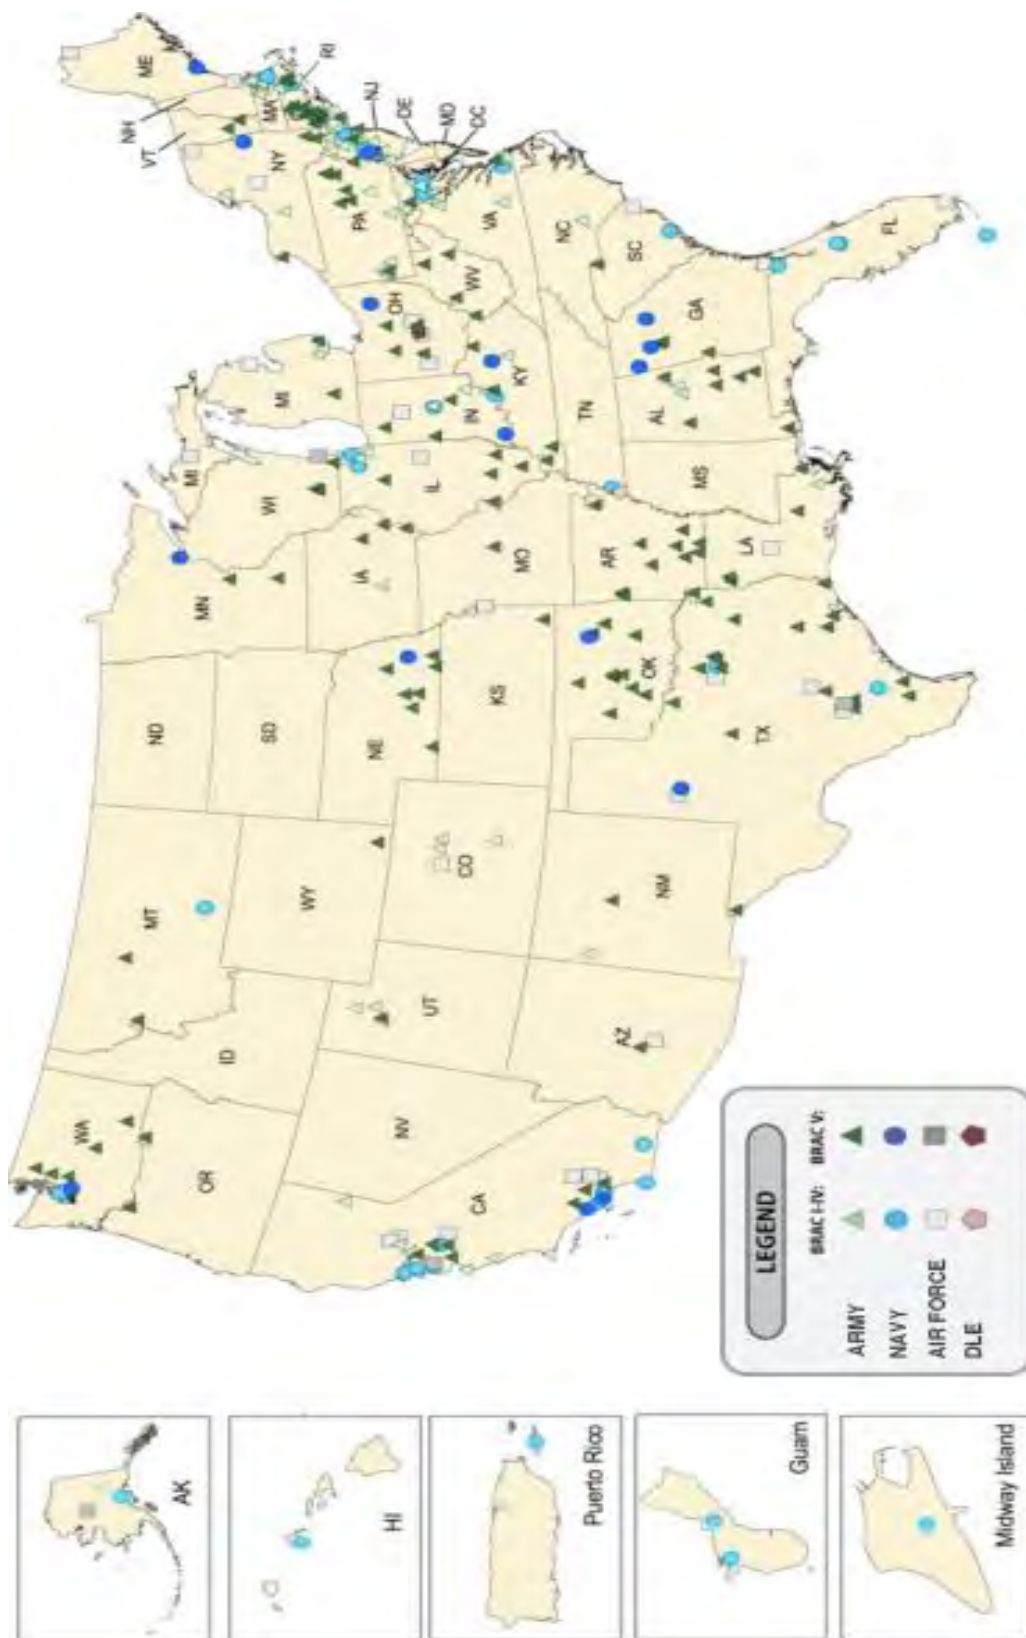 ME
NH
VT
NY
MA
RI
NJ
DE
MD
DC
PA
VA
WV
OH
NC
SC
GA
FL
MI
MI
IN
KY
TN
AL
MS
WI
IL
MN
IA
MO
AR
LA
ND
SD
NE
KS
OK
TX
MT
WY
CO
NM
ID
UT
AZ
WA
OR
NV
CA
LEGEND
BRAC I-IV: BRAC V:
ARMY
NAVY
AIR FORCE
DLE
AK
HI
Puerto Rico
Guam
Midway Island